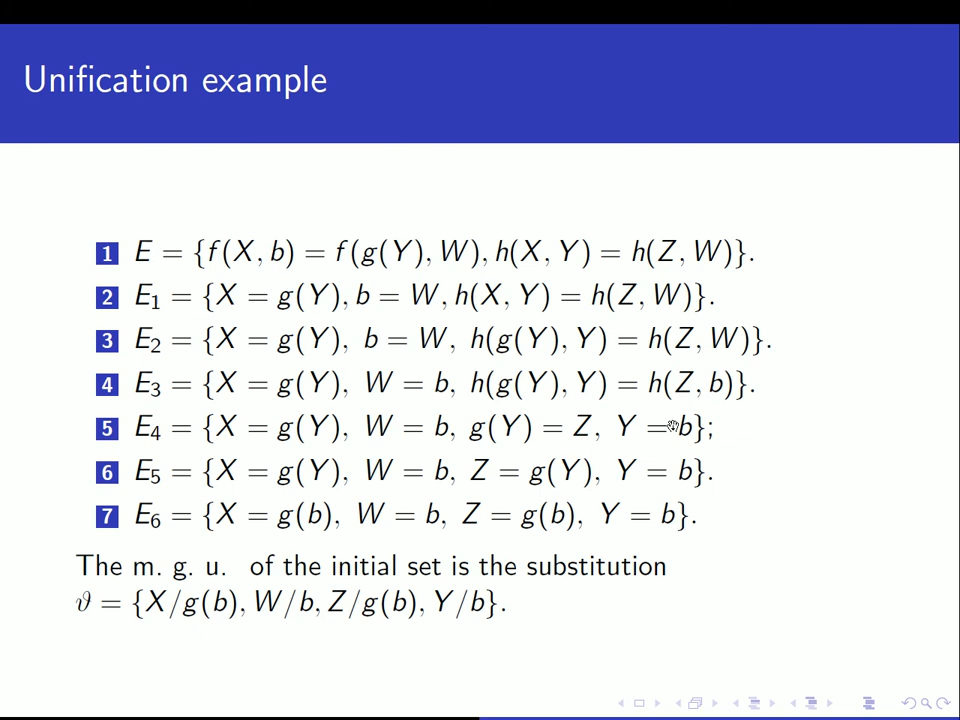 Unification example
1 E = {f(X, b) = f(g(Y), W), h(X, Y) = h(Z, W)}.
2 E₁ = {X = g(Y), b = W, h(X, Y) = h(Z, W)}.
3 E₂ = {X = g(Y), b = W, h(g(Y), Y) = h(Z, W)}.
4 E₃ = {X = g(Y), W = b, h(g(Y), Y) = h(Z, b)}.
5 E₄ = {X = g(Y), W = b, g(Y) = Z, Y = b};
6 E₅ = {X = g(Y), W = b, Z = g(Y), Y = b}.
7 E₆ = {X = g(b), W = b, Z = g(b), Y = b}.
The m. g. u. of the initial set is the substitution
ϑ = {X/g(b), W/b, Z/g(b), Y/b}.